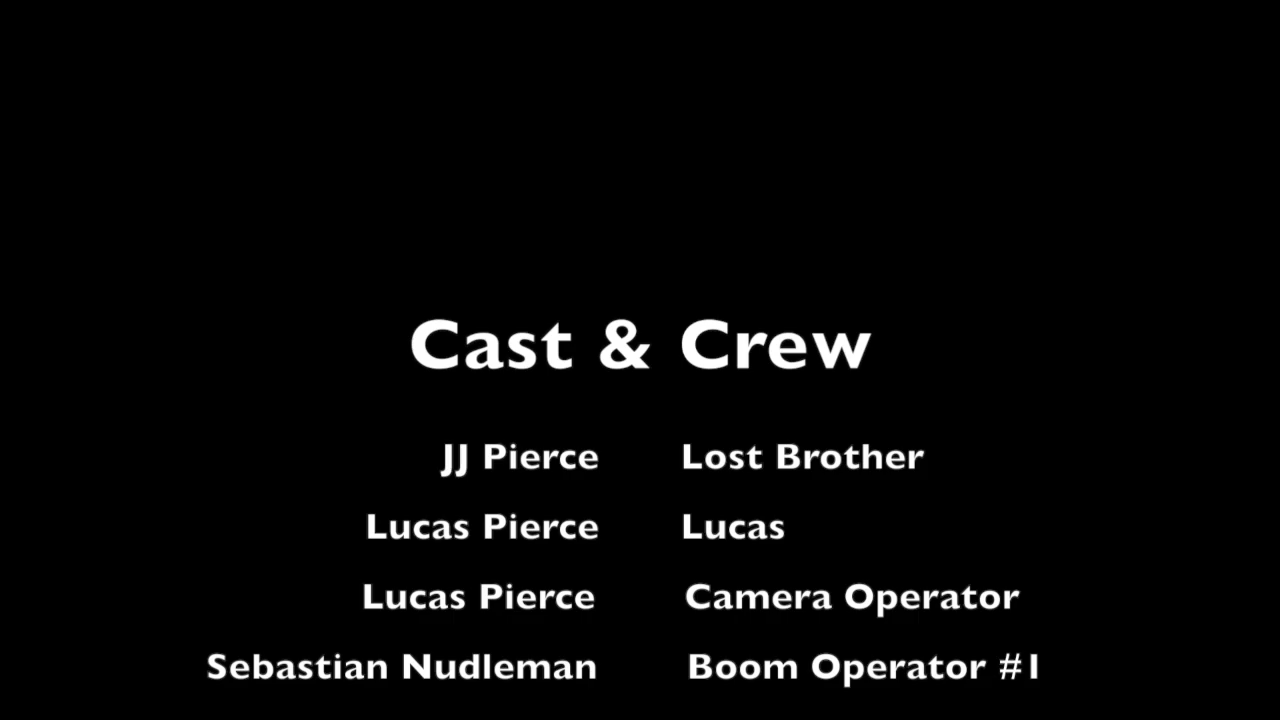 Cast & Crew
JJ Pierce Lost Brother
Lucas Pierce Lucas
Lucas Pierce Camera Operator
Sebastian Nudleman Boom Operator #1